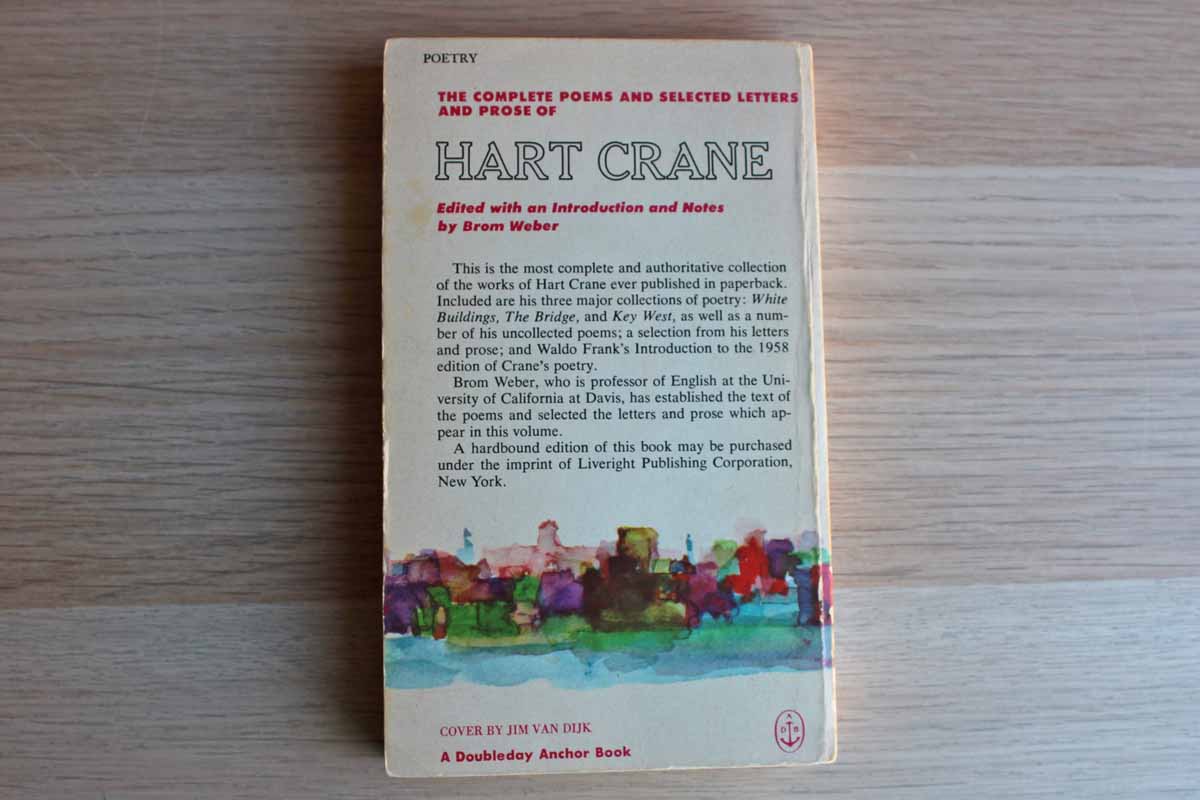 POETRY
THE COMPLETE POEMS AND SELECTED LETTERS
AND PROSE OF
HART CRANE
Edited with an Introduction and Notes
by Brom Weber
This is the most complete and authoritative collection
of the works of Hart Crane ever published in paperback.
Included are his three major collections of poetry: White
Buildings, The Bridge, and Key West, as well as a num-
ber of his uncollected poems; a selection from his letters
and prose; and Waldo Frank's Introduction to the 1958
edition of Crane's poetry.
Brom Weber, who is professor of English at the Uni-
versity of California at Davis, has established the text of
the poems and selected the letters and prose which ap-
pear in this volume.
A hardbound edition of this book may be purchased
under the imprint of Liveright Publishing Corporation,
New York.
COVER BY JIM VAN DIJK
A Doubleday Anchor Book
A
D B